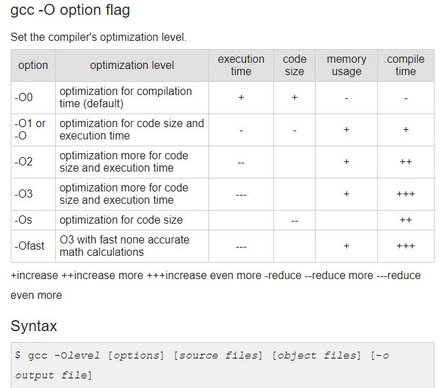 gcc -O option flag
Set the compiler's optimization level.
option optimization level execution time code size memory usage compile time
-O0 optimization for compilation time (default) + + - -
-O1 or -O optimization for code size and execution time - - + +
-O2 optimization more for code size and execution time -- + ++
-O3 optimization more for code size and execution time --- + +++
-Os optimization for code size -- ++
-Ofast O3 with fast none accurate math calculations --- + +++
+increase ++increase more +++increase even more -reduce --reduce more ---reduce
even more
Syntax
$ gcc -Olevel [options] [source files] [object files] [-o
output file]